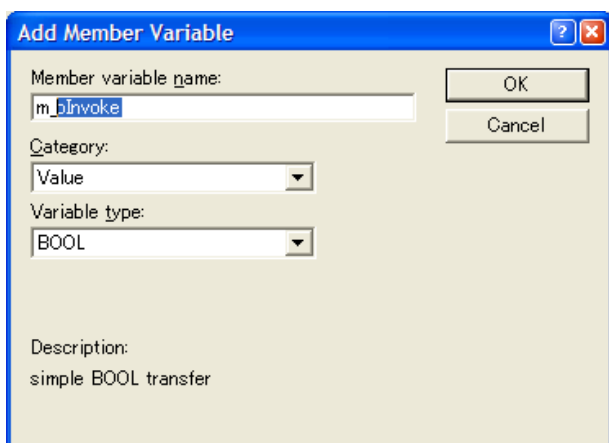 Add Member Variable
Member variable name:
OK
m_bInvoke
Cancel
Category:
Value
Variable type:
BOOL
Description:
simple BOOL transfer